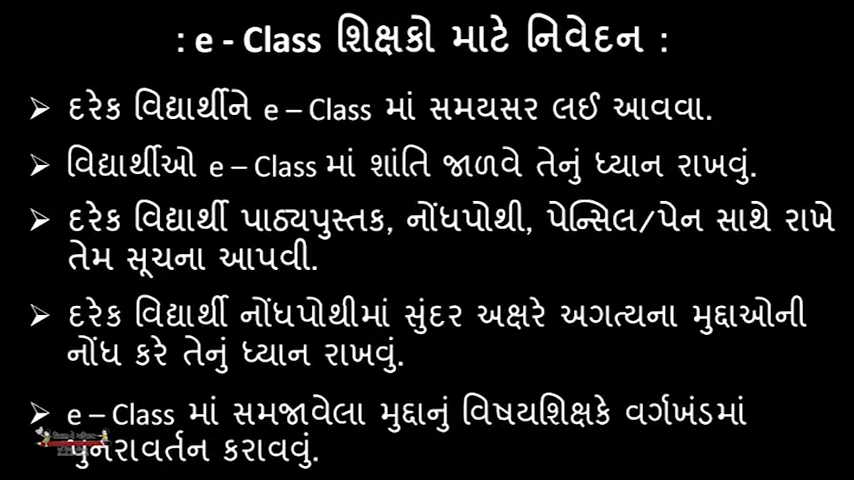 : e - Class શિક્ષકો માટે નિવેદન :
➢ દરેક વિદ્યાર્થીને e – Class માં સમયસર લઈ આવવા.
➢ વિદ્યાર્થીઓ e – Class માં શાંતિ જાળવે તેનું ધ્યાન રાખવું.
➢ દરેક વિદ્યાર્થી પાઠ્યપુસ્તક, નોંધપોથી, પેન્સિલ/પેન સાથે રાખે
તેમ સૂચના આપવી.
➢ દરેક વિદ્યાર્થી નોંધપોથીમાં સુંદર અક્ષરે અગત્યના મુદ્દાઓની
નોંધ કરે તેનું ધ્યાન રાખવું.
➢ e – Class માં સમજાવેલા મુદ્દાનું વિષયશિક્ષકે વર્ગખંડમાં
પુનરાવર્તન કરાવવું.